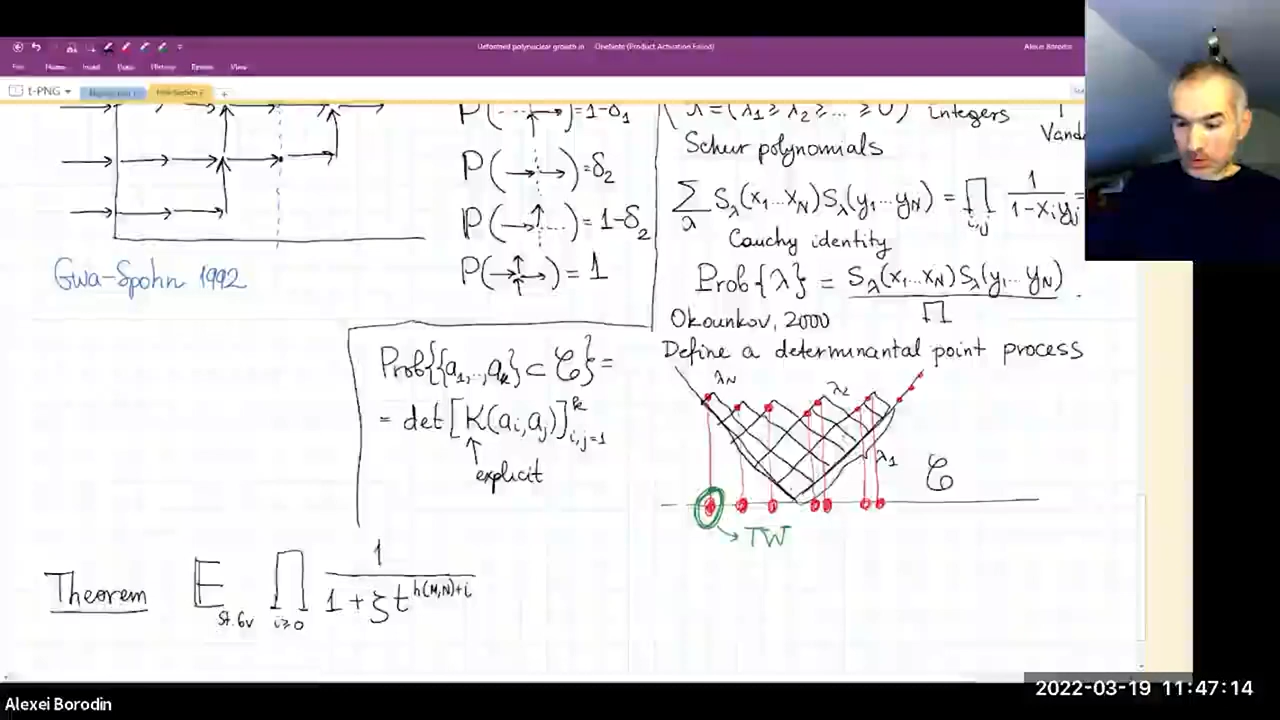 Deformed polynuclear growth in OneNote (Product Activation Failed)
Alexei Borodin
File Home Insert Draw History Review View
t-PNG
P(→)=1-δ₁
P(→→)=δ₂
P(→↑)=1-δ₂
P(→↑↑→)=1
Gwa-Spohn 1992
λ=(λ₁≥λ₂≥...≥0) integers
Vand
Schur polynomials
∑_λ S_λ(x₁...x_N)S_λ(y₁...y_N) = ∏_{i,j} 1/(1-x_i y_j) =
Cauchy identity
Prob{λ} = S_λ(x₁...x_N)S_λ(y₁...y_N)/∏.
Okounkov, 2000
Define a determinantal point process
λ_N λ₂
λ₁
𝒞
→TW
Prob{{a₁,...,a_k}⊂𝒞}=
= det[K(a_i,a_j)]^k_{i,j=1}
↑
explicit
Theorem E_{st.6v} ∏_{i≥0} 1/(1+ζt^{h(M,N)+i})
2022-03-19 11:47:14
Alexei Borodin